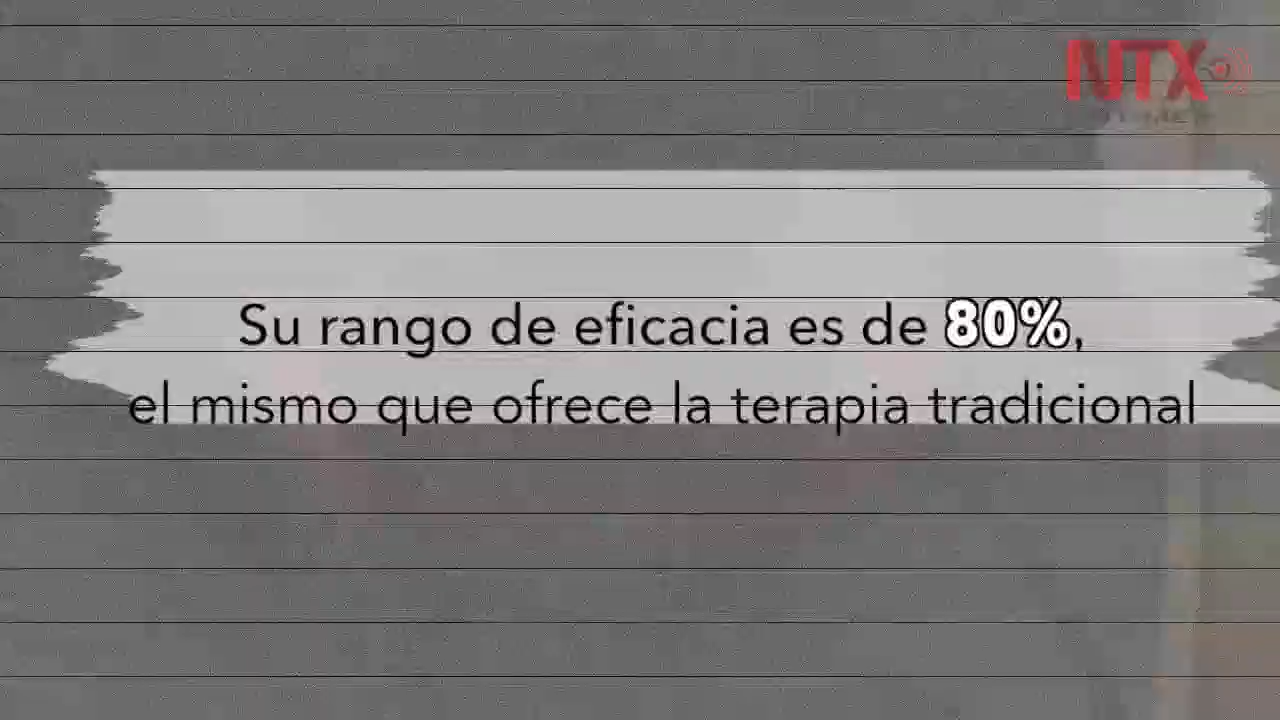 NTX
Su rango de eficacia es de 80%,
el mismo que ofrece la terapia tradicional